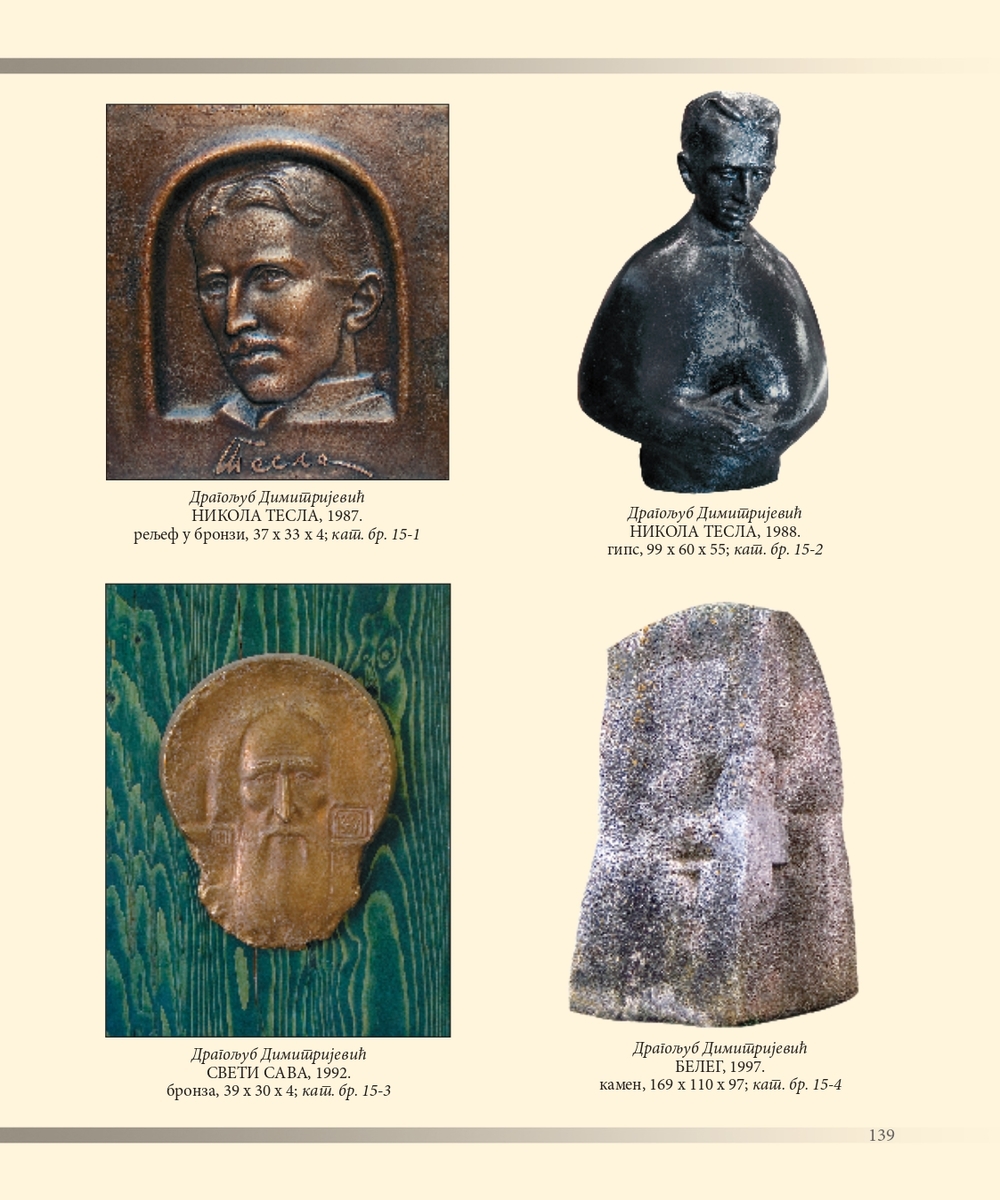 Тесла
Драгољуб Димитријевић
НИКОЛА ТЕСЛА, 1987.
рељеф у бронзи, 37 x 33 x 4; кат. бр. 15-1
Драгољуб Димитријевић
НИКОЛА ТЕСЛА, 1988.
гипс, 99 x 60 x 55; кат. бр. 15-2
Драгољуб Димитријевић
СВЕТИ САВА, 1992.
бронза, 39 x 30 x 4; кат. бр. 15-3
Драгољуб Димитријевић
БЕЛЕГ, 1997.
камен, 169 x 110 x 97; кат. бр. 15-4
139